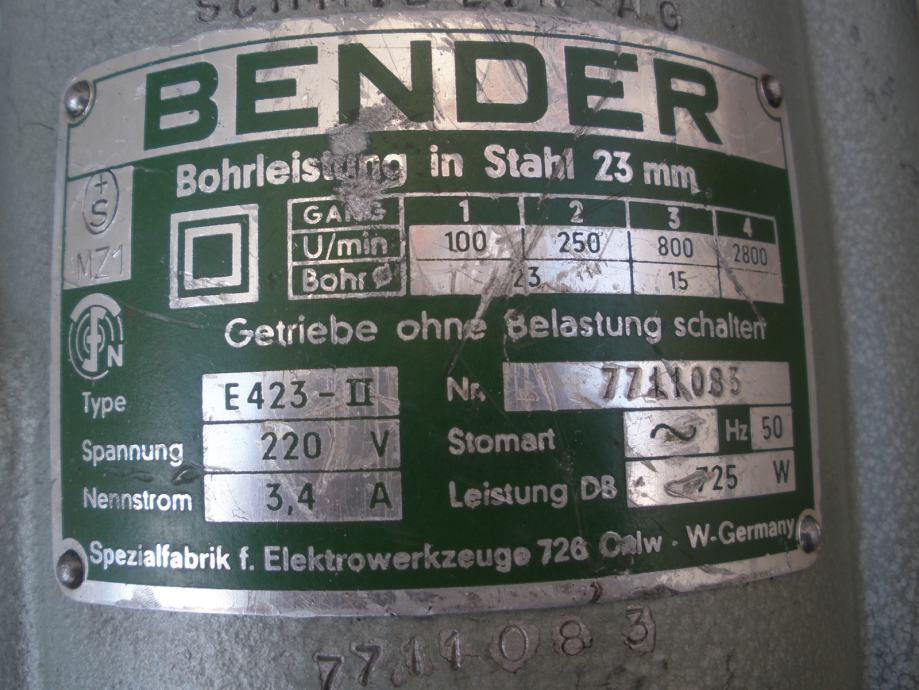 BENDER
Bohrleistung in Stahl 23 mm
+
S
MZ1
GANG 1 2 3 4
U/min 100 250 800 2800
Bohr Ø 23 15
Getriebe ohne Belastung schalten
N
Type E423-II Nr. 7711083
Spannung 220 V Stomart ~ Hz 50
Nennstrom 3,4 A Leistung DB 725 W
Spezialfabrik f. Elektrowerkzeuge 726 Calw - W-Germany
7711083